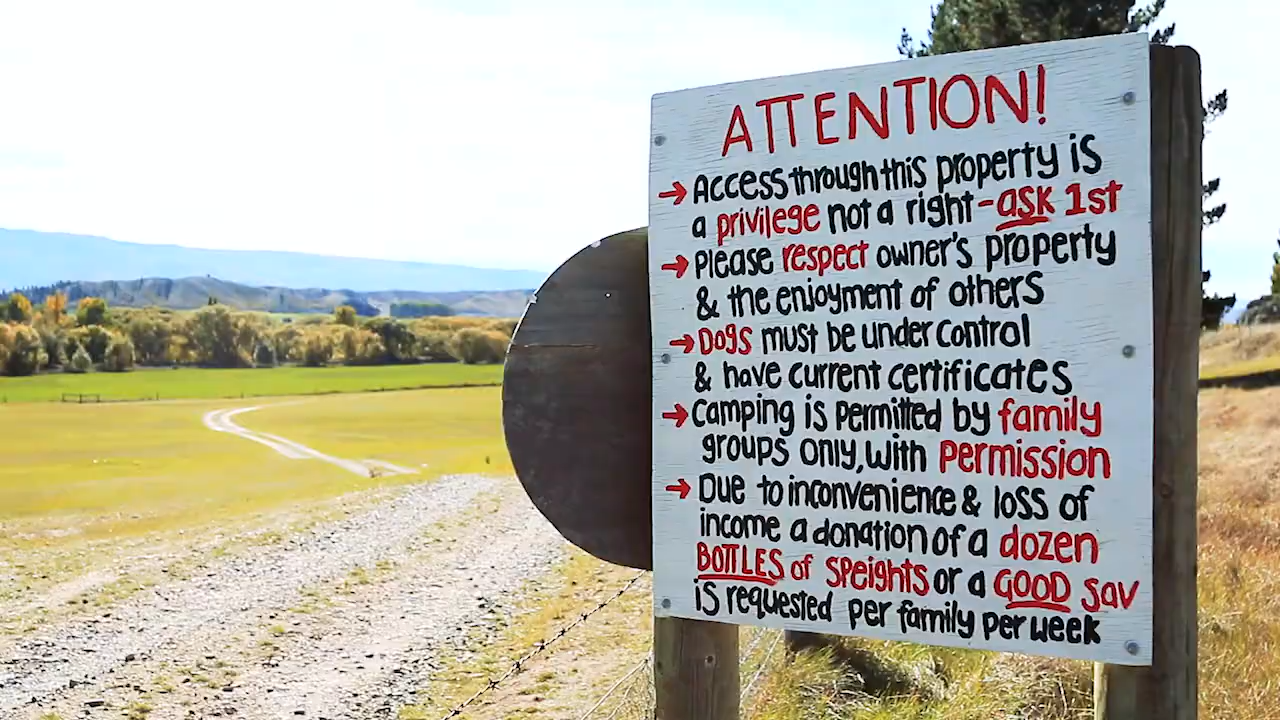 ATTENTION!
→ Access through this property is
a privilege not a right - ask 1st
→ Please respect owner's property
& the enjoyment of others
→ Dogs must be under control
& have current certificates
→ Camping is permitted by family
groups only, with Permission
→ Due to inconvenience & loss of
income a donation of a dozen
BOTTLES of speights or a GOOD sav
is requested per family per week